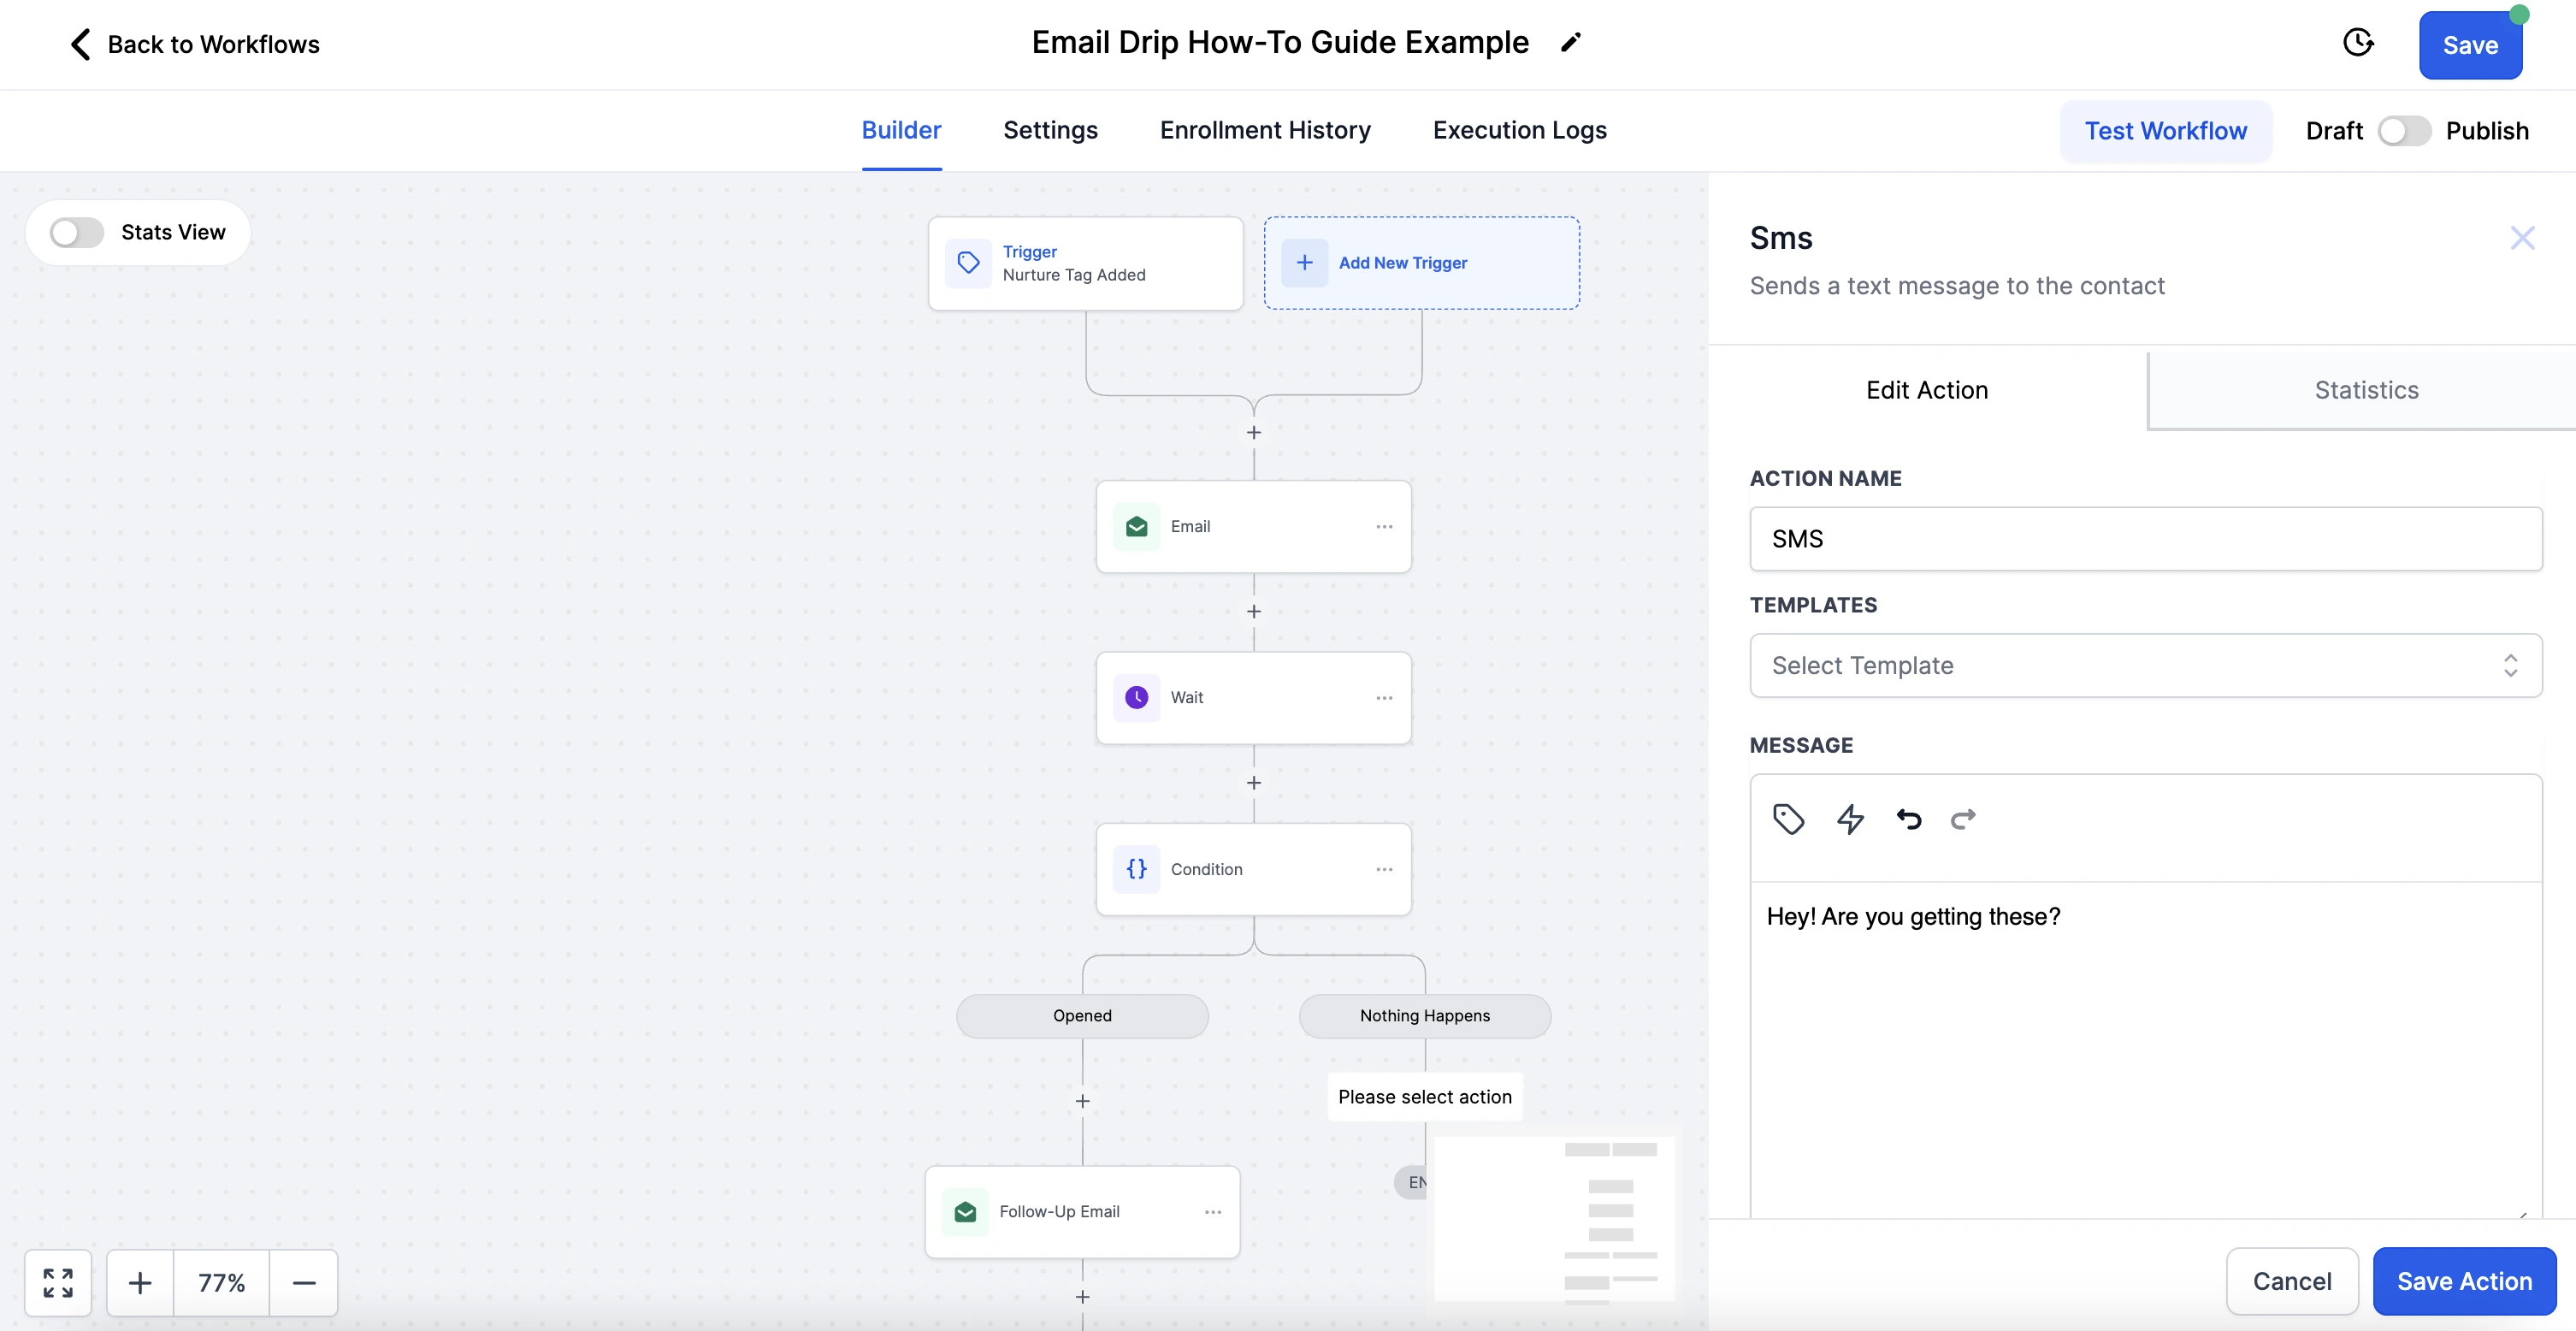 Back to Workflows
Email Drip How-To Guide Example
Save
Builder
Settings
Enrollment History
Execution Logs
Test Workflow
Draft
Publish
Stats View
Trigger
Nurture Tag Added
Add New Trigger
Email
Wait
Condition
Opened
Nothing Happens
Please select action
EN
Follow-Up Email
77%
Sms
Sends a text message to the contact
Edit Action
Statistics
ACTION NAME
SMS
TEMPLATES
Select Template
MESSAGE
Hey! Are you getting these?
Cancel
Save Action